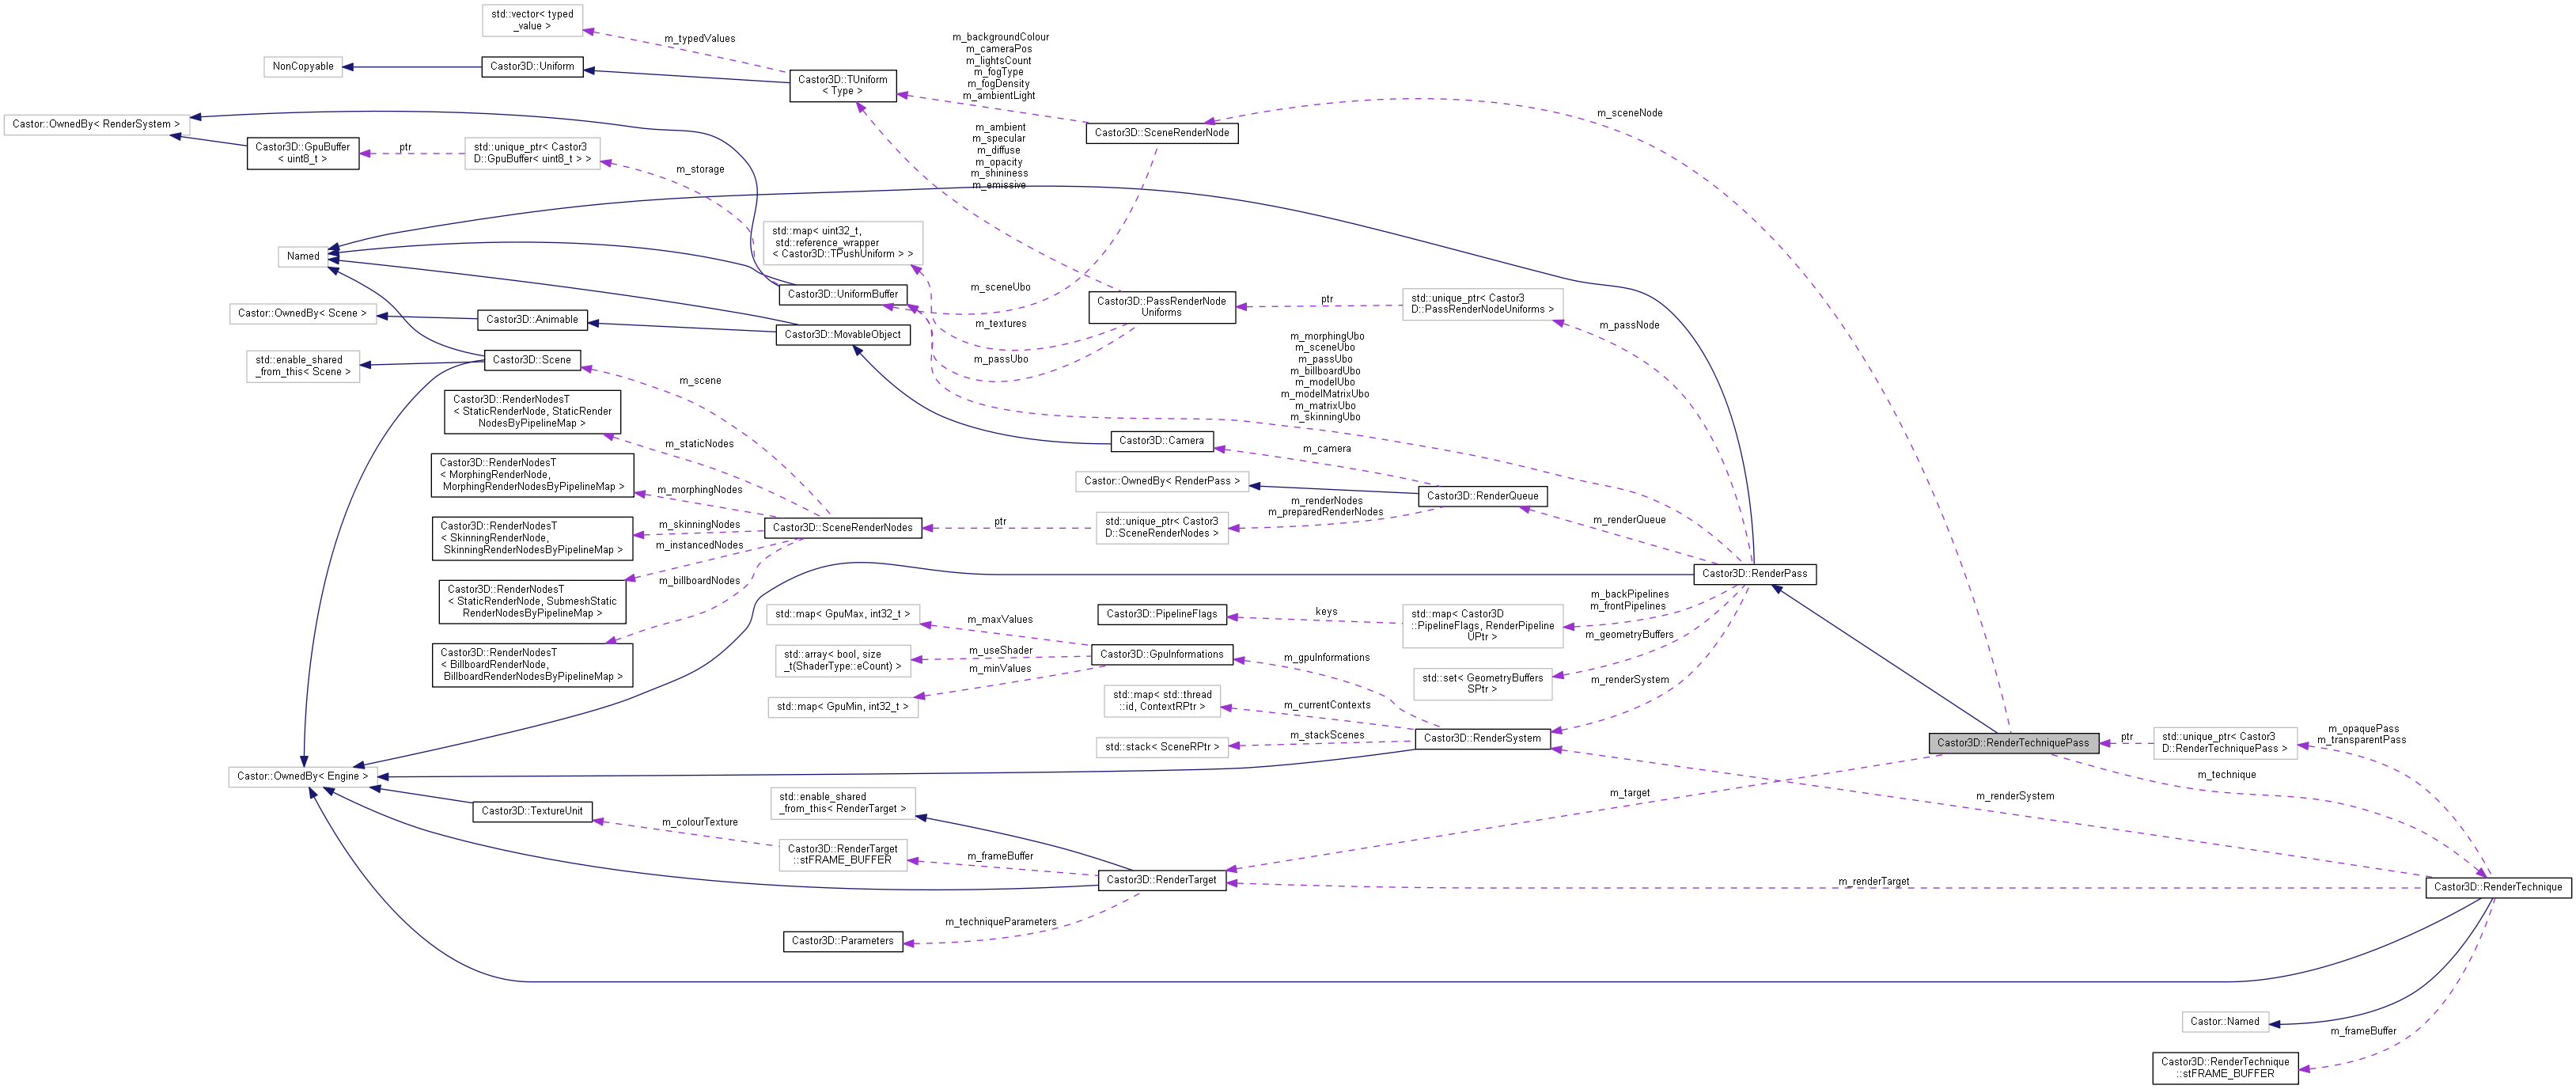 std::vector< typed
_value >
m_typedValues
m_backgroundColour
m_cameraPos
m_lightsCount
m_fogType
m_fogDensity
m_ambientLight
NonCopyable
Castor3D::Uniform
Castor3D::TUniform
< Type >
m_sceneNode
Castor::OwnedBy< RenderSystem >
Castor3D::GpuBuffer
< uint8_t >
ptr
std::unique_ptr< Castor3
D::GpuBuffer< uint8_t > >
m_storage
m_ambient
m_specular
m_diffuse
m_opacity
m_shininess
m_emissive
Castor3D::SceneRenderNode
std::map< uint32_t,
std::reference_wrapper
< Castor3D::TPushUniform > >
Named
Castor3D::UniformBuffer
m_sceneUbo
Castor3D::PassRenderNode
Uniforms
ptr
std::unique_ptr< Castor3
D::PassRenderNodeUniforms >
m_passNode
Castor::OwnedBy< Scene >
Castor3D::Animable
Castor3D::MovableObject
m_textures
m_passUbo
m_morphingUbo
m_sceneUbo
m_passUbo
m_billboardUbo
m_modelUbo
m_modelMatrixUbo
m_matrixUbo
m_skinningUbo
std::enable_shared
_from_this< Scene >
Castor3D::Scene
m_scene
Castor3D::RenderNodesT
< StaticRenderNode, StaticRender
NodesByPipelineMap >
m_staticNodes
Castor3D::Camera
m_camera
Castor3D::RenderNodesT
< MorphingRenderNode,
MorphingRenderNodesByPipelineMap >
m_morphingNodes
Castor::OwnedBy< RenderPass >
Castor3D::RenderQueue
m_renderNodes
m_preparedRenderNodes
m_renderQueue
Castor3D::RenderNodesT
< SkinningRenderNode,
SkinningRenderNodesByPipelineMap >
m_skinningNodes
m_instancedNodes
Castor3D::SceneRenderNodes
ptr
std::unique_ptr< Castor3
D::SceneRenderNodes >
Castor3D::RenderNodesT
< StaticRenderNode, SubmeshStatic
RenderNodesByPipelineMap >
m_billboardNodes
Castor3D::RenderPass
Castor3D::RenderNodesT
< BillboardRenderNode,
BillboardRenderNodesByPipelineMap >
std::map< GpuMax, int32_t >
m_maxValues
Castor3D::PipelineFlags
keys
std::map< Castor3D
::PipelineFlags, RenderPipeline
UPtr >
m_backPipelines
m_frontPipelines
m_geometryBuffers
std::array< bool, size
_t(ShaderType::eCount) >
m_useShader
m_minValues
Castor3D::GpuInformations
m_gpuInformations
std::set< GeometryBuffers
SPtr >
m_renderSystem
std::map< GpuMin, int32_t >
std::map< std::thread
::id, ContextRPtr >
m_currentContexts
std::stack< SceneRPtr >
m_stackScenes
Castor3D::RenderSystem
Castor3D::RenderTechniquePass
ptr
std::unique_ptr< Castor3
D::RenderTechniquePass >
m_opaquePass
m_transparentPass
Castor::OwnedBy< Engine >
Castor3D::TextureUnit
m_colourTexture
std::enable_shared
_from_this< RenderTarget >
m_target
m_renderSystem
m_technique
Castor3D::RenderTarget
::stFRAME_BUFFER
m_frameBuffer
Castor3D::RenderTarget
m_renderTarget
Castor3D::RenderTechnique
Castor3D::Parameters
m_techniqueParameters
Castor::Named
m_frameBuffer
Castor3D::RenderTechnique
::stFRAME_BUFFER